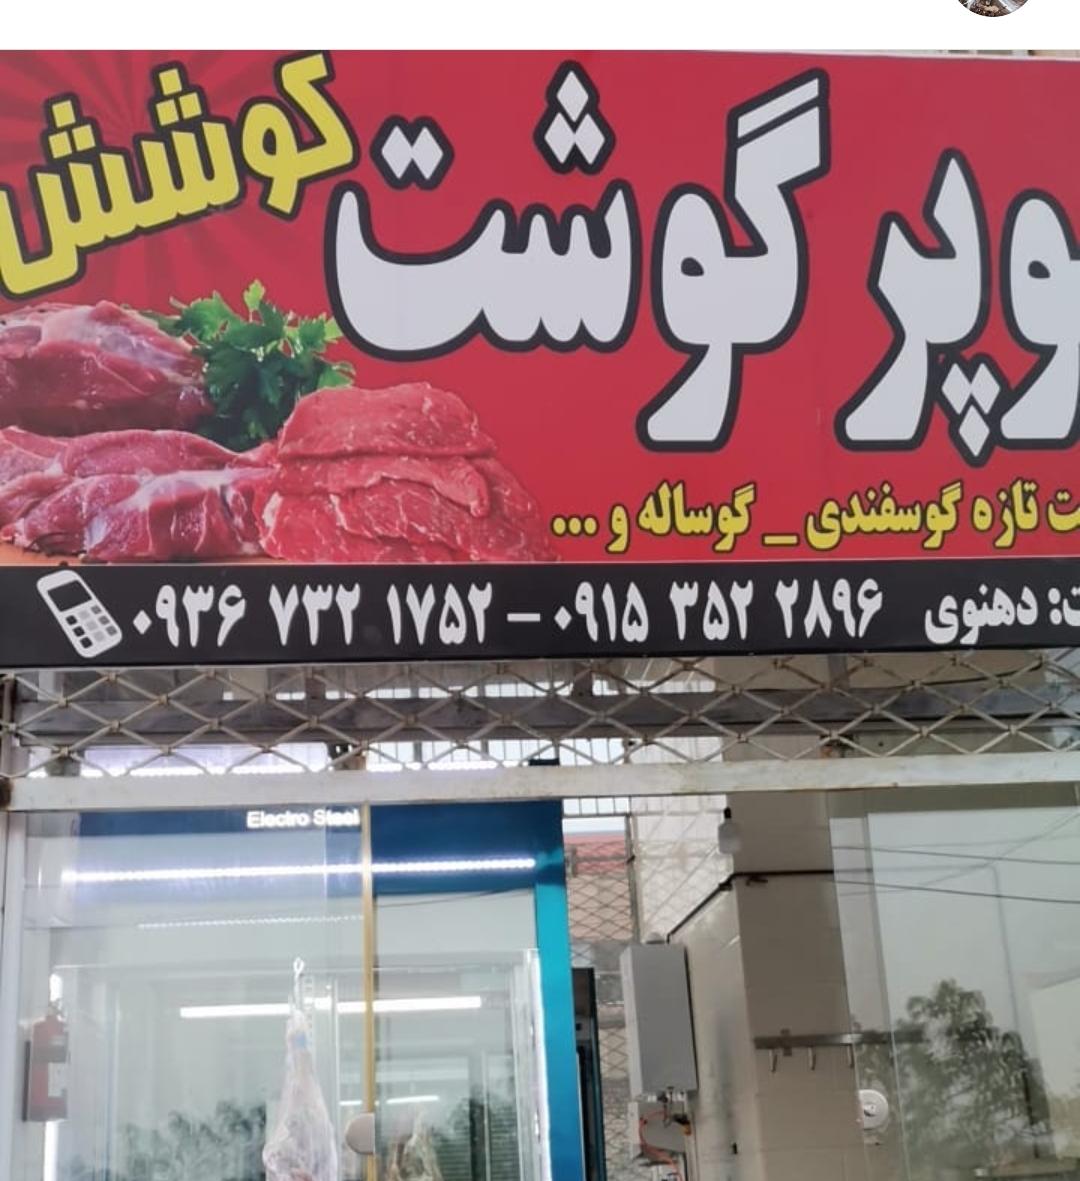 وپر گوشت
کوشش
ت تازه گوسفندی _ گوساله و ...
ت: دهنوی ۰۹۱۵ ۳۵۲ ۲۸۹۶ – ۰۹۳۶ ۷۳۲ ۱۷۵۲
Electro Steel